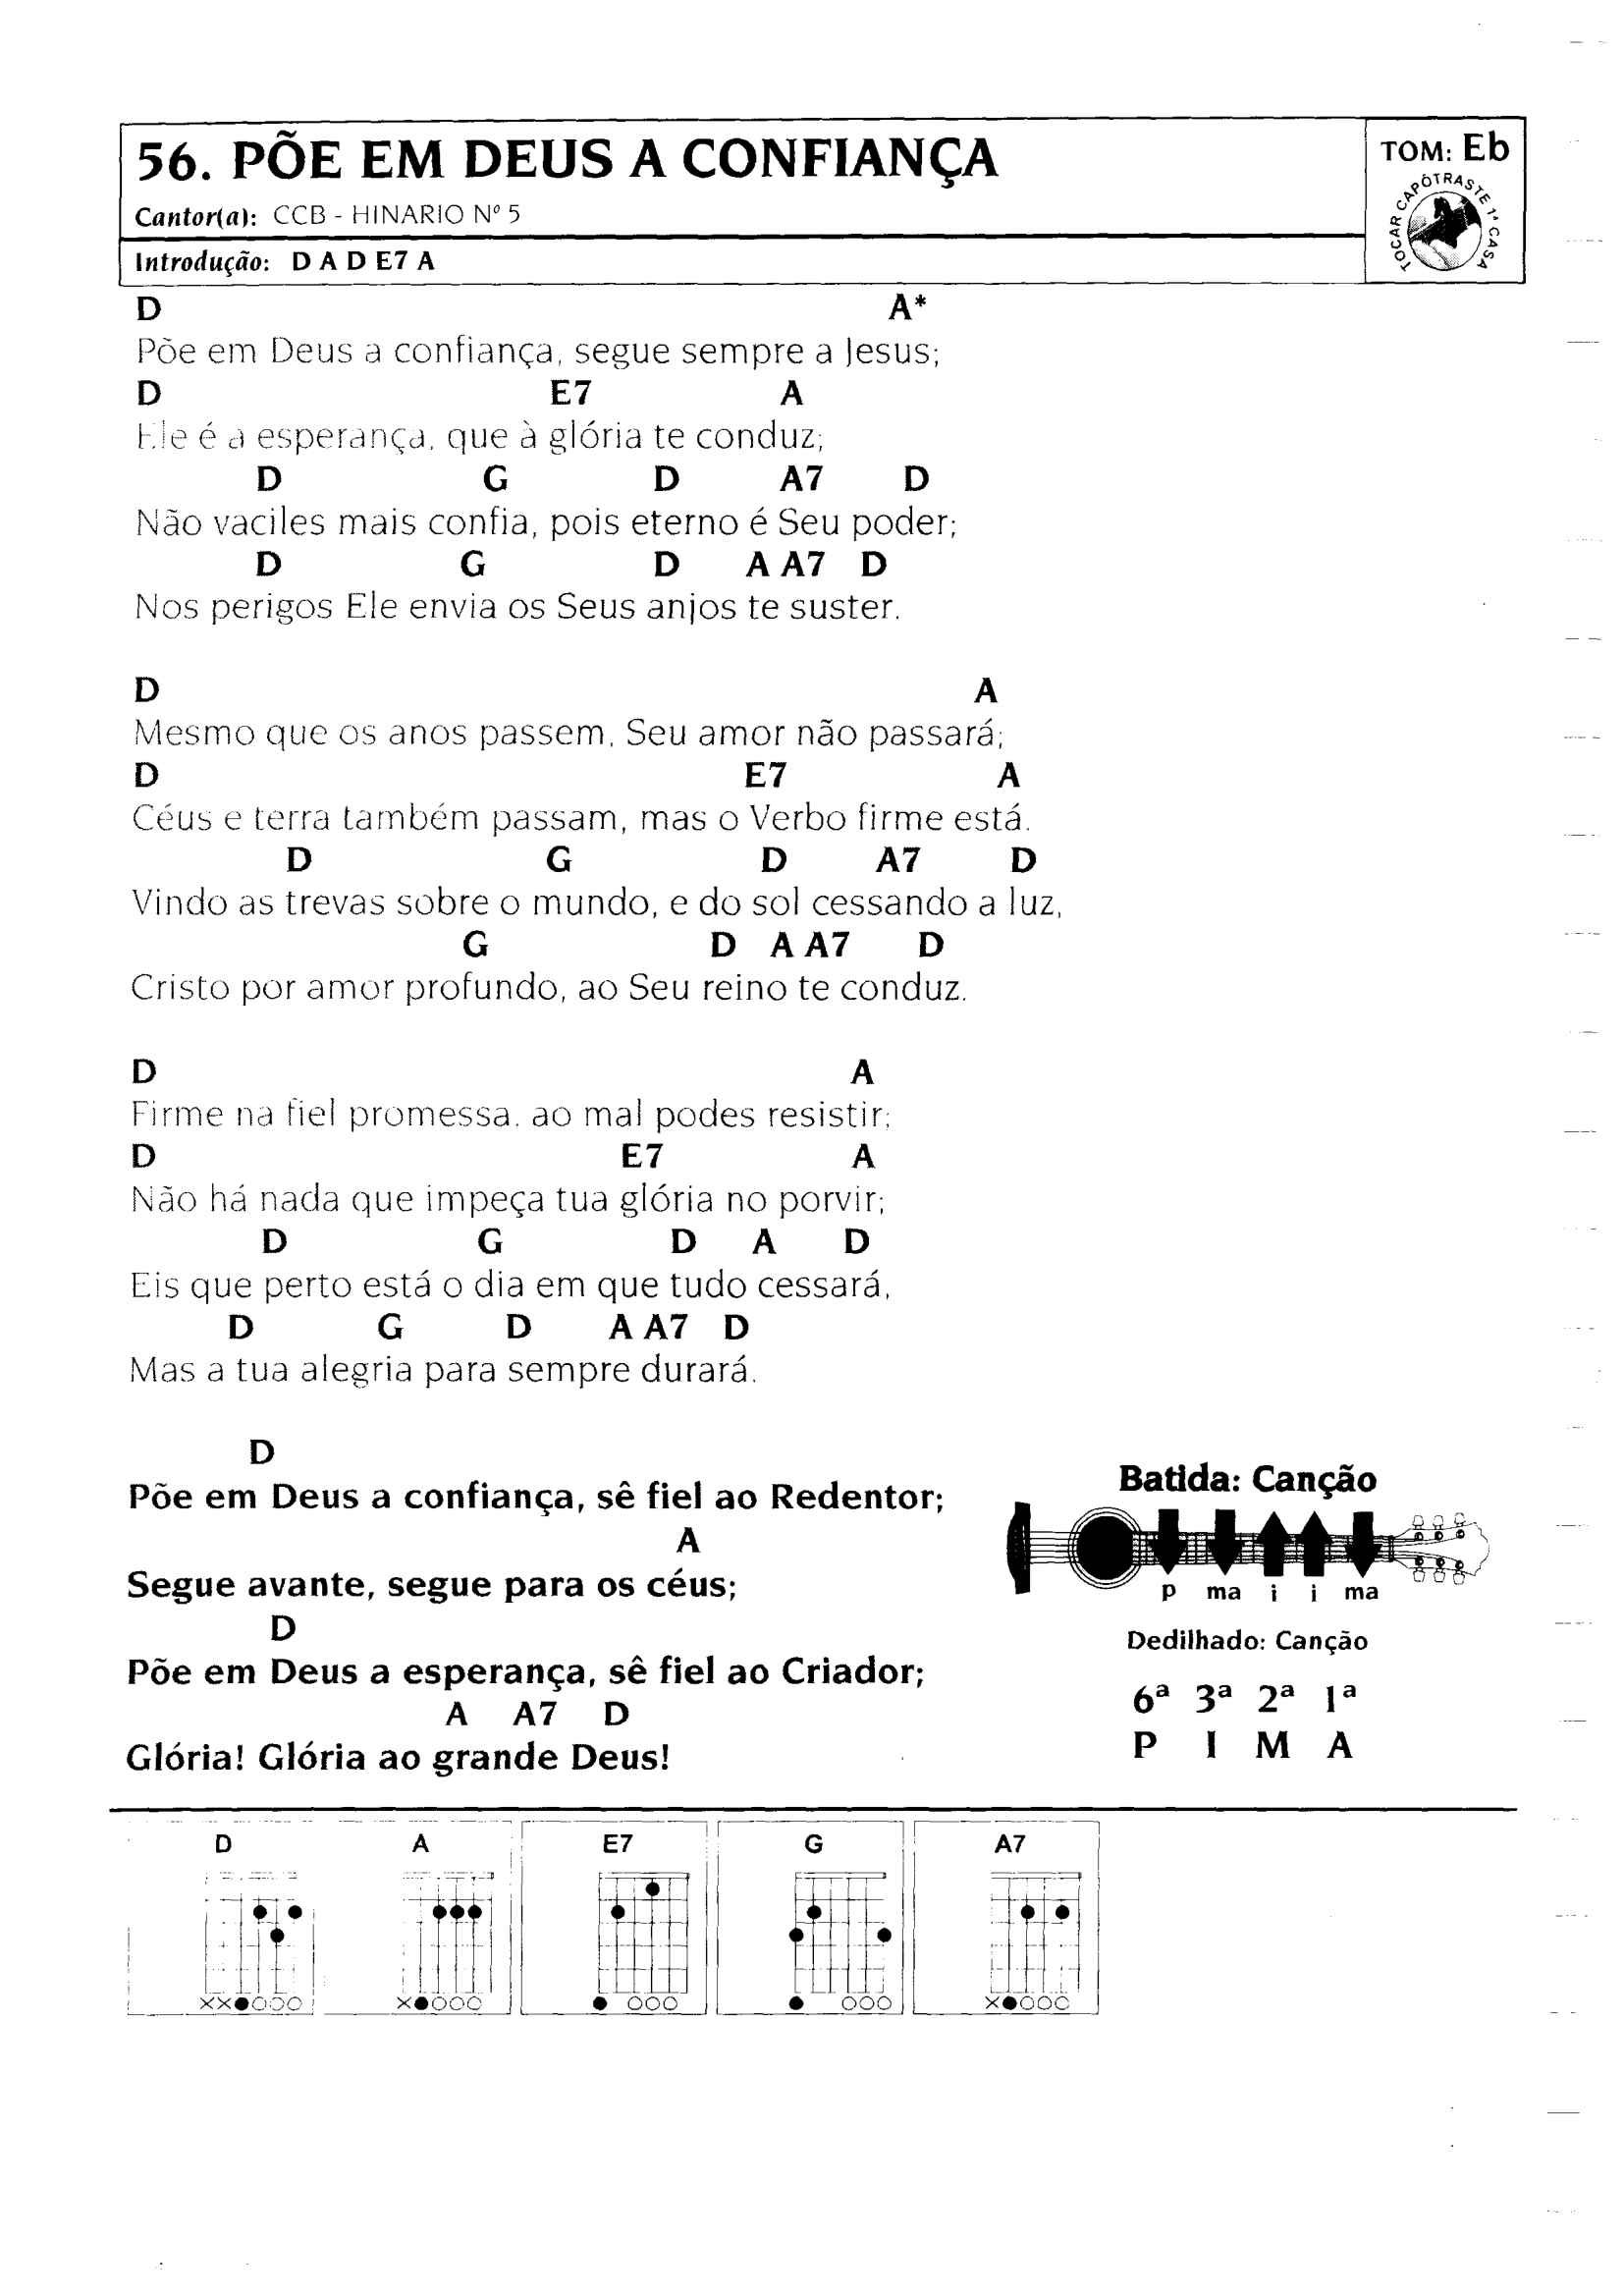 56. PÕE EM DEUS A CONFIANÇA
Cantor(a): CCB - HINARIO Nº 5
Introdução: D A D E7 A
TOM: Eb
TOCAR CAPÔTRASTE 1ª CASA
D A*
Põe em Deus a confiança, segue sempre a Jesus;
D E7 A
Ele é a esperança, que à glória te conduz;
D G D A7 D
Não vaciles mais confia, pois eterno é Seu poder;
D G D A A7 D
Nos perigos Ele envia os Seus anjos te suster.
D A
Mesmo que os anos passem, Seu amor não passará;
D E7 A
Céus e terra também passam, mas o Verbo firme está.
D G D A7 D
Vindo as trevas sobre o mundo, e do sol cessando a luz,
G D A A7 D
Cristo por amor profundo, ao Seu reino te conduz.
D A
Firme na fiel promessa, ao mal podes resistir;
D E7 A
Não há nada que impeça tua glória no porvir;
D G D A D
Eis que perto está o dia em que tudo cessará,
D G D A A7 D
Mas a tua alegria para sempre durará.
D
Põe em Deus a confiança, sê fiel ao Redentor;
A
Segue avante, segue para os céus;
D
Põe em Deus a esperança, sê fiel ao Criador;
A A7 D
Glória! Glória ao grande Deus!
Batida: Canção
p ma i i ma
Dedilhado: Canção
6ª 3ª 2ª 1ª
P I M A
D A E7 G A7